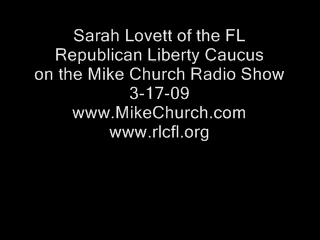 Sarah Lovett of the FL
Republican Liberty Caucus
on the Mike Church Radio Show
3-17-09
www.MikeChurch.com
www.rlcfl.org